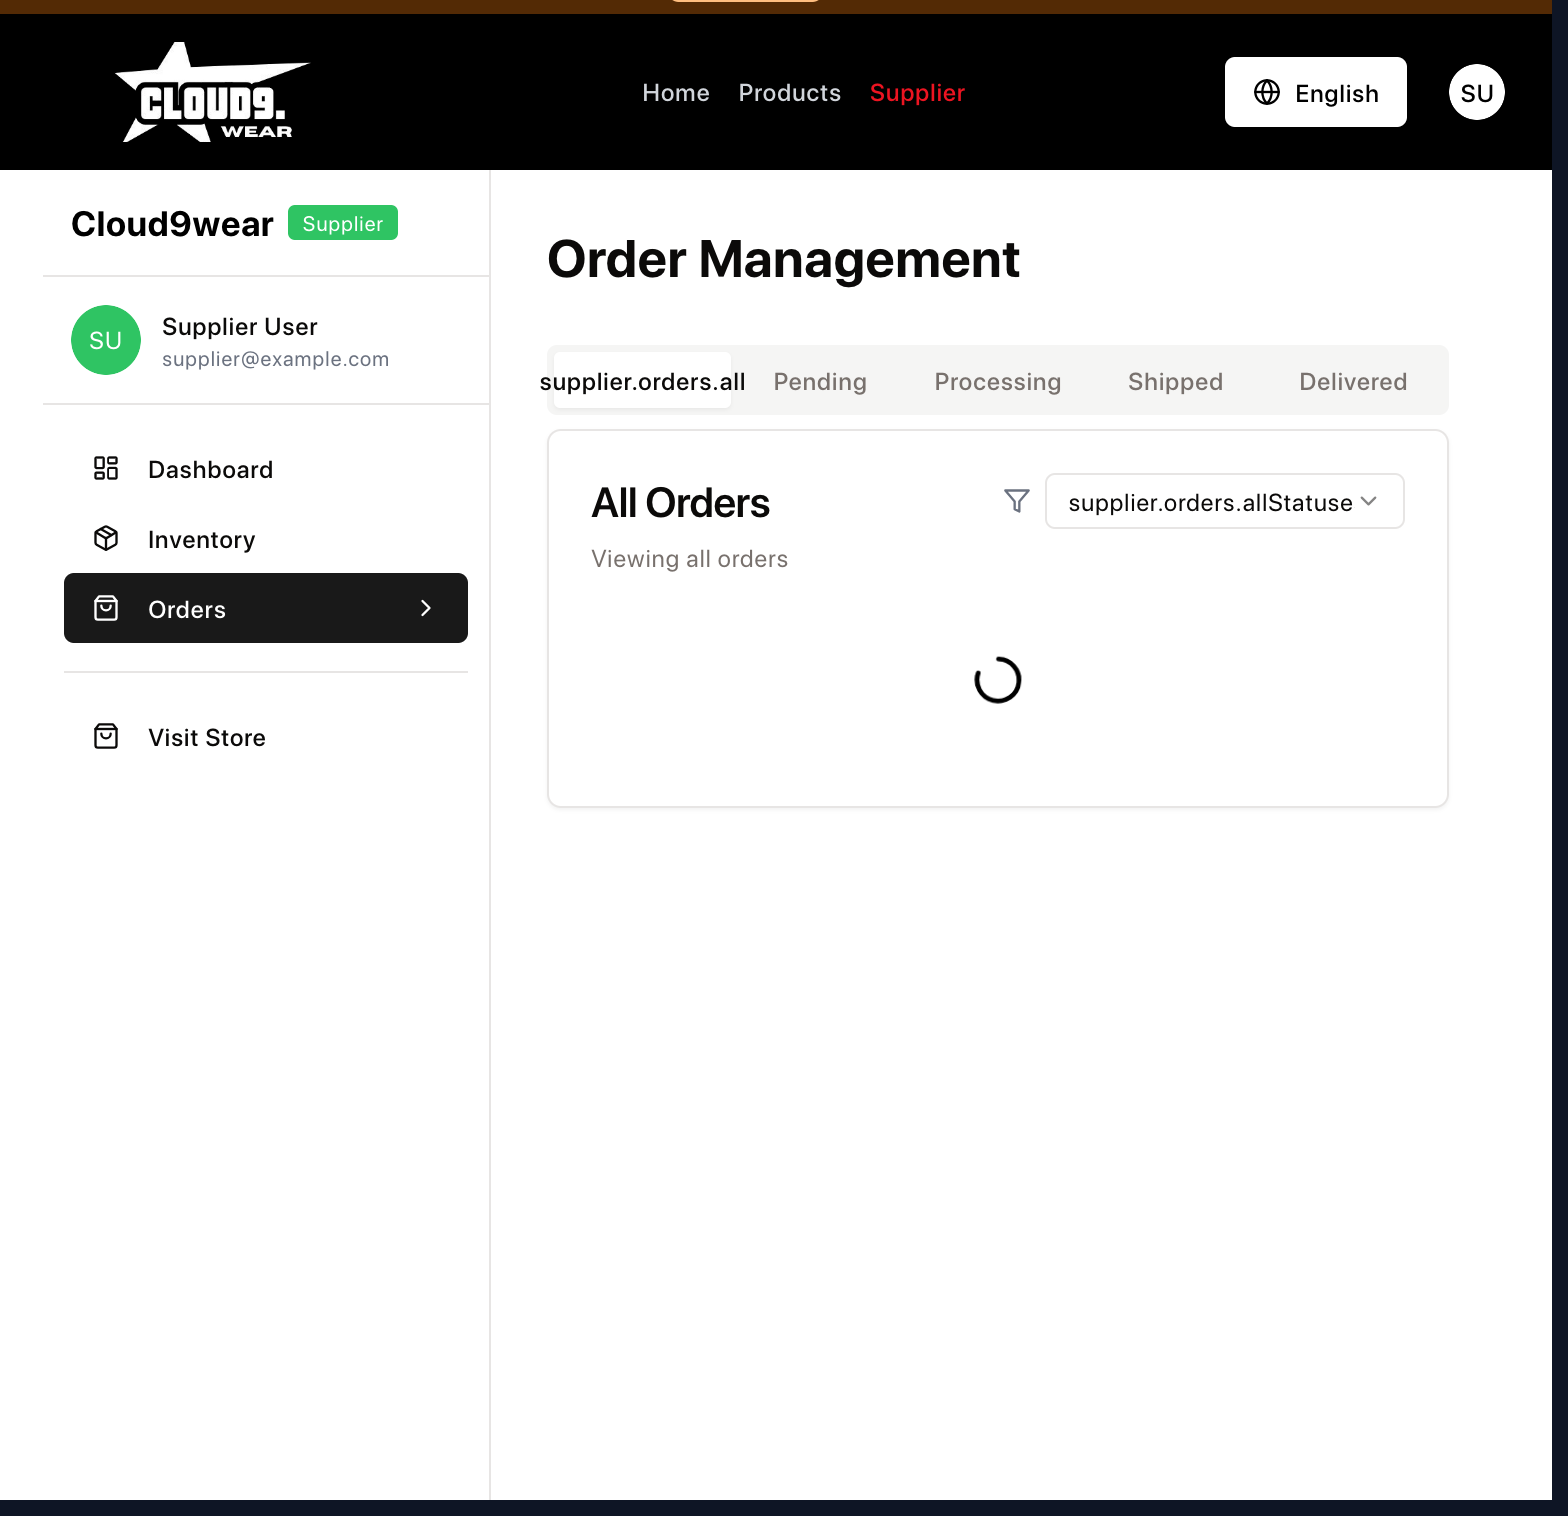 CLOUD9.
WEAR
Home Products Supplier
English
SU
Cloud9wear Supplier
SU
Supplier User
supplier@example.com
Dashboard
Inventory
Orders
Visit Store
Order Management
supplier.orders.all Pending Processing Shipped Delivered
All Orders
supplier.orders.allStatuse
Viewing all orders